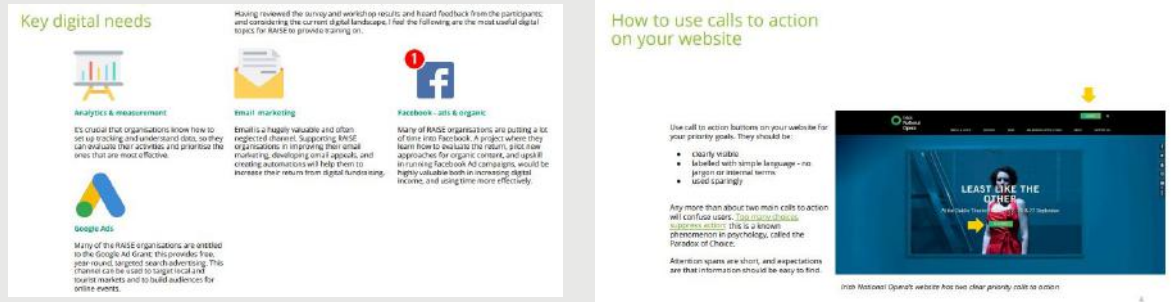 Key digital needs
Having reviewed the survey and workshop results and heard feedback from the participants;
and considering the current digital landscape, I feel the following are the most useful digital
topics for RAISE to provide training on.
1
Analytics & measurement
It's crucial that organisations know how to
set up tracking and understand data, so they
can evaluate their activities and prioritise the
ones that are most effective.
Email marketing
Email is a hugely valuable and often
neglected channel. Supporting RAISE
organisations in improving their email
marketing, developing email appeals, and
creating automations will help them to
increase their return from digital fundraising.
Facebook - ads & organic
Many of RAISE organisations are putting a lot
of time into Facebook. A project where they
learn how to evaluate the return, pilot new
approaches for organic content, and upskill
in running Facebook Ad campaigns, would be
highly valuable both in increasing digital
income, and using time more effectively.
Google Ads
Many of the RAISE organisations are entitled
to the Google Ad Grant; this provides free,
year-round, targeted search advertising. This
channel can be used to target local and
tourist markets and to build audiences for
online events.
How to use calls to action
on your website
Use call to action buttons on your website for
your priority goals. They should be:
clearly visible
labelled with simple language - no
jargon or internal terms
used sparingly
Any more than about two main calls to action
will confuse users. Too many choices
suppress action: this is a known
phenomenon in psychology, called the
Paradox of Choice.
Attention spans are short, and expectations
are that information should be easy to find.
Irish
National
Opera
LEAST LIKE THE
OTHER
Irish National Opera's website has two clear priority calls to action